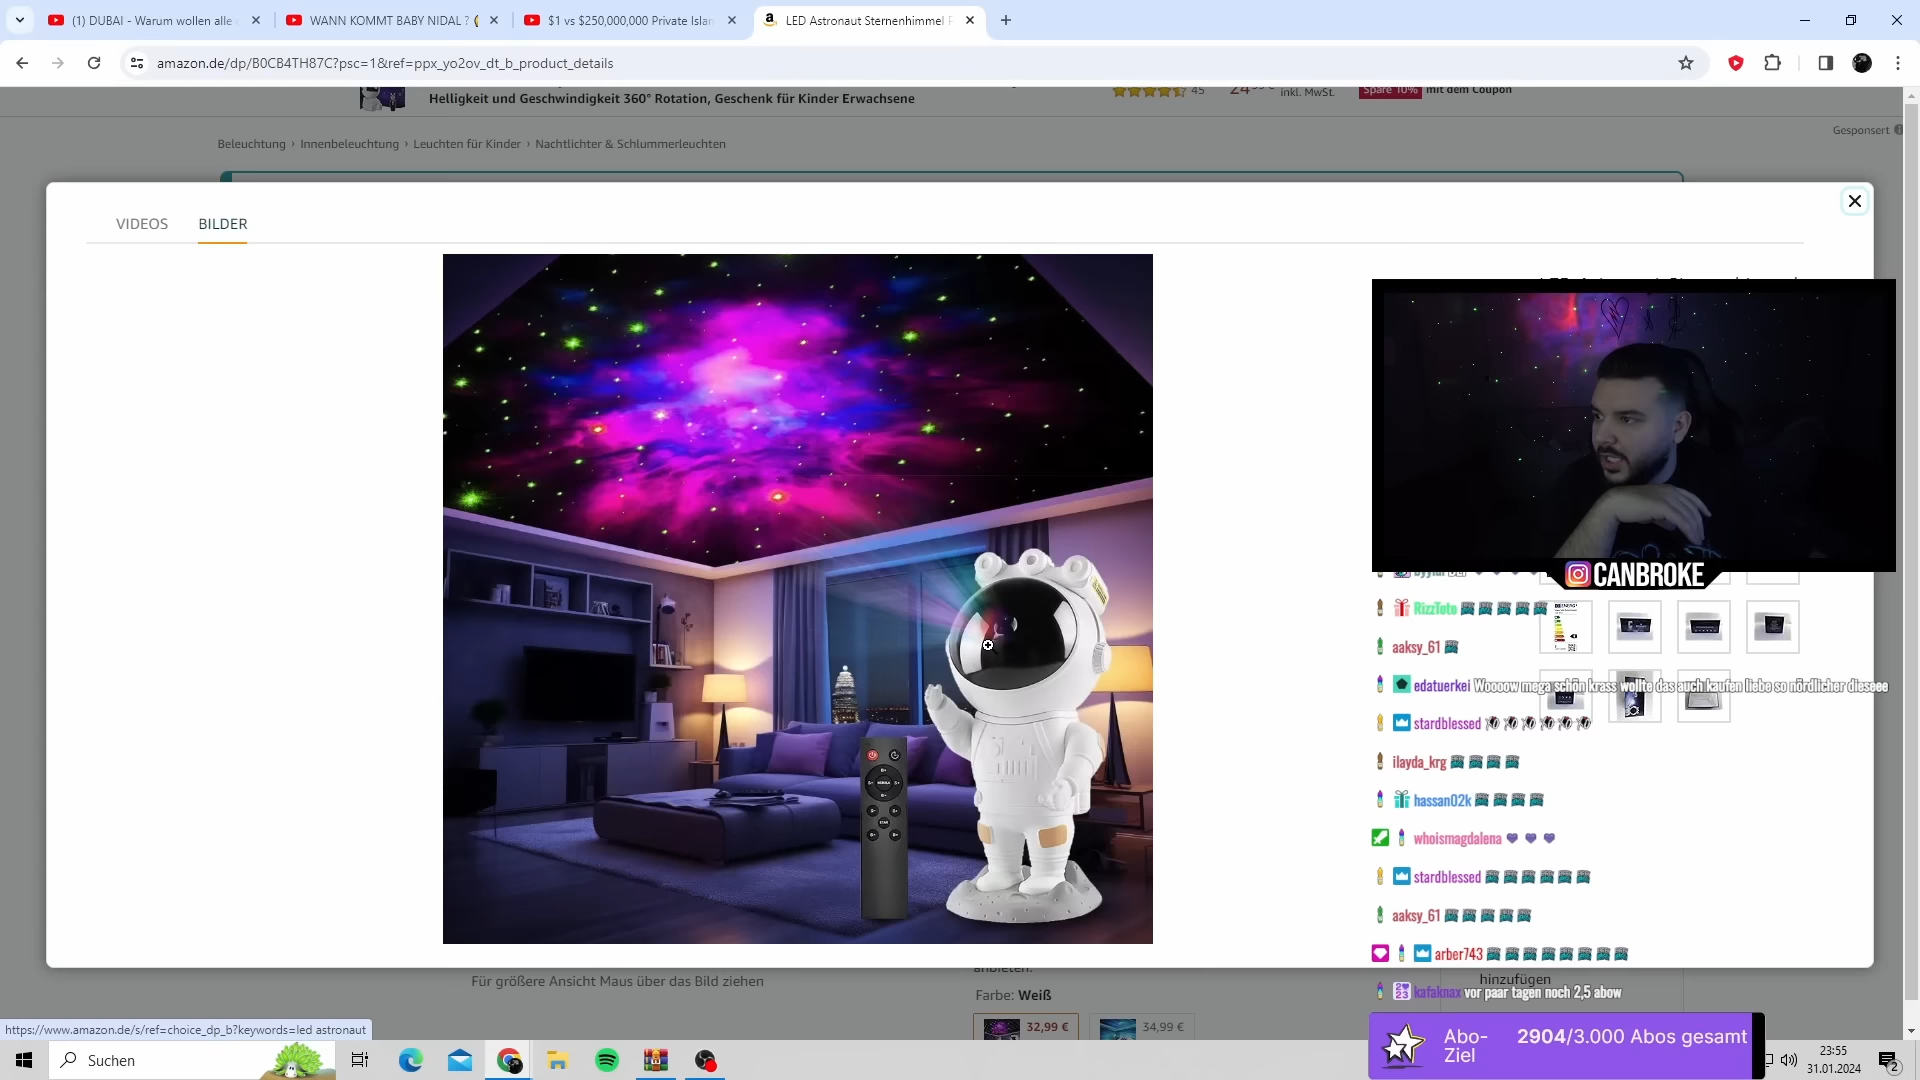 (1) DUBAI - Warum wollen alle
WANN KOMMT BABY NIDAL ?
$1 vs $250,000,000 Private Islan
LED Astronaut Sternenhimmel
amazon.de/dp/B0CB4TH87C?psc=1&ref=ppx_yo2ov_dt_b_product_details
Helligkeit und Geschwindigkeit 360° Rotation, Geschenk für Kinder Erwachsene
45
inkl. MwSt.
Spare 10% mit dem Coupon
Gesponsert
Beleuchtung › Innenbeleuchtung › Leuchten für Kinder › Nachtlichter & Schlummerleuchten
VIDEOS
BILDER
CANBROKE
RizzToto
aaksy_61
edatuerkei Woooow mega schön krass wollte das auch kaufen liebe so nördlicher dieseee
stardblessed
ilayda_krg
hassan02k
whoismagdalena
stardblessed
aaksy_61
arber743
kafaknax vor paar tagen noch 2,5 abow
Für größere Ansicht Maus über das Bild ziehen
anbieten.
hinzufügen
Farbe: Weiß
32,99 €
34,99 €
https://www.amazon.de/s/ref=choice_dp_b?keywords=led astronaut
Abo-Ziel
2904/3.000 Abos gesamt
Suchen
23:55
31.01.2024
2